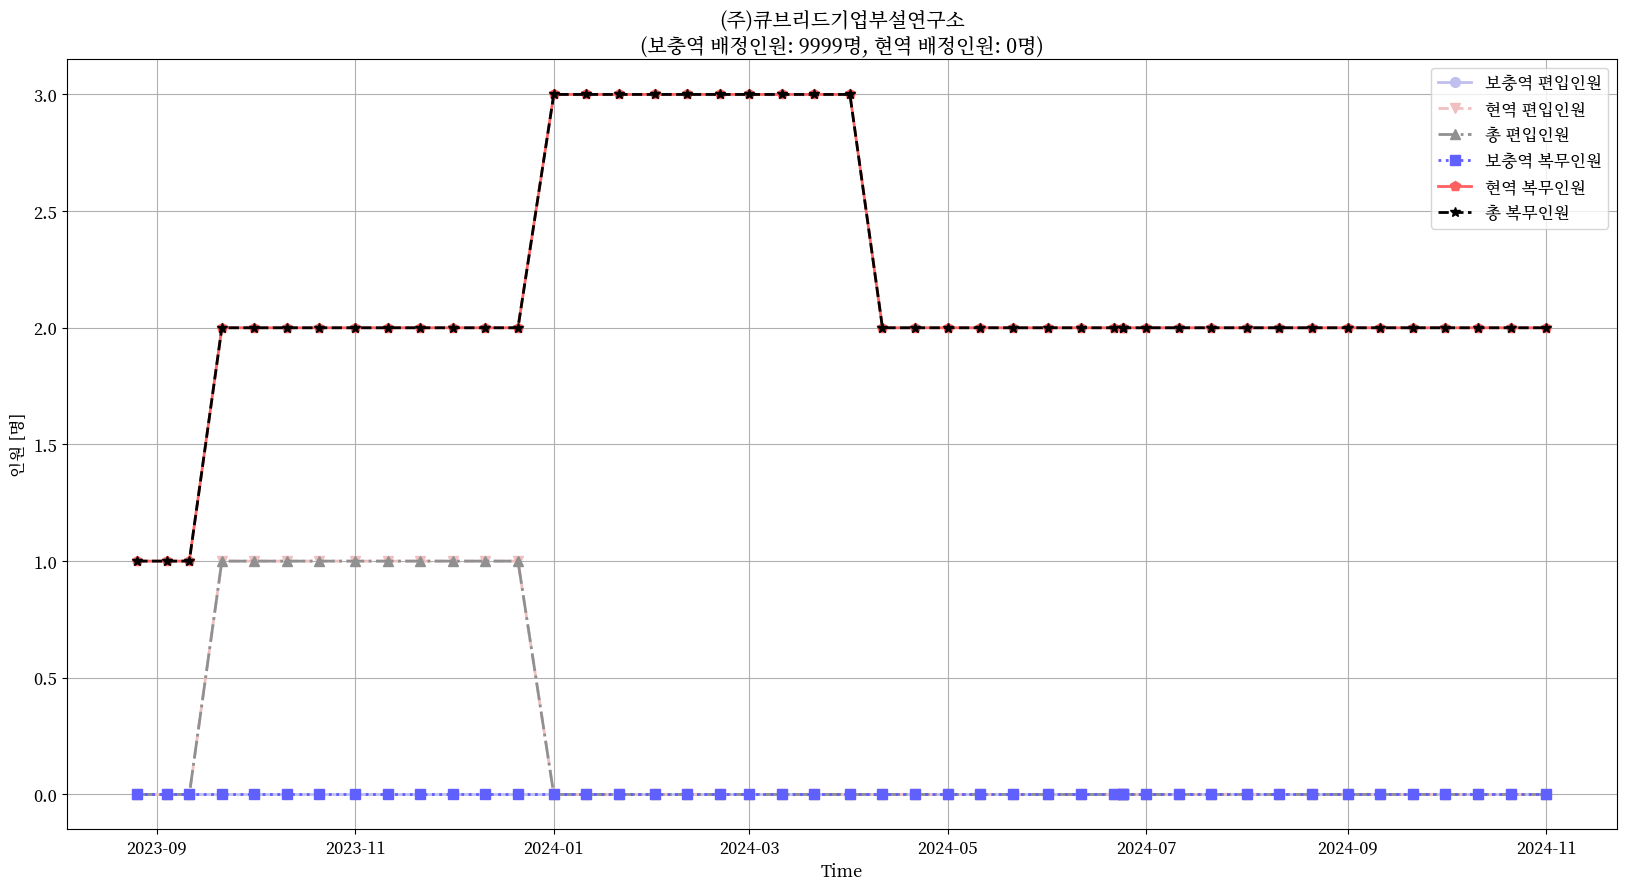 (주)큐브리드기업부설연구소
(보충역 배정인원: 9999명, 현역 배정인원: 0명)
보충역 편입인원
현역 편입인원
총 편입인원
보충역 복무인원
현역 복무인원
총 복무인원
3.0
2.5
2.0
1.5
1.0
0.5
0.0
인원 [명]
2023-09
2023-11
2024-01
2024-03
2024-05
2024-07
2024-09
2024-11
Time